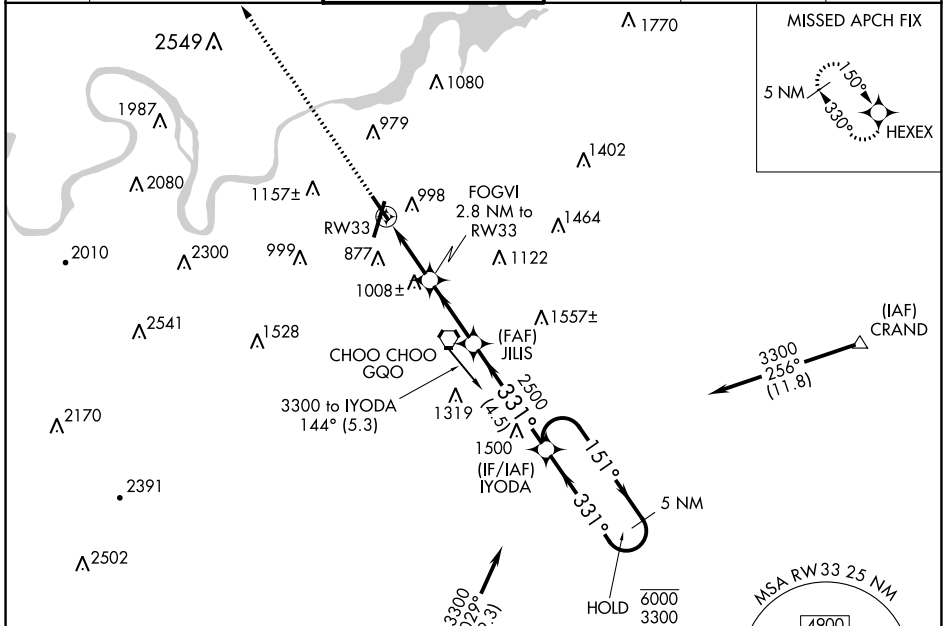 2549
1770
MISSED APCH FIX
150°
5 NM
330°
HEXEX
1080
1987
979
1402
2080
1157±
998
FOGVI
2.8 NM to
RW33
RW33
1464
2010
2300
999
877
1122
1008±
(IAF)
CRAND
2541
1528
1557±
(FAF)
JILIS
CHOO CHOO
GQO
3300
256°
(11.8)
3300 to IYODA
144° (5.3)
1319
2500
331°
(4.5)
2170
1500
(IF/IAF)
IYODA
151°
331°
5 NM
2391
2502
HOLD
6000
3300
3300
MSA RW33 25 NM
4900